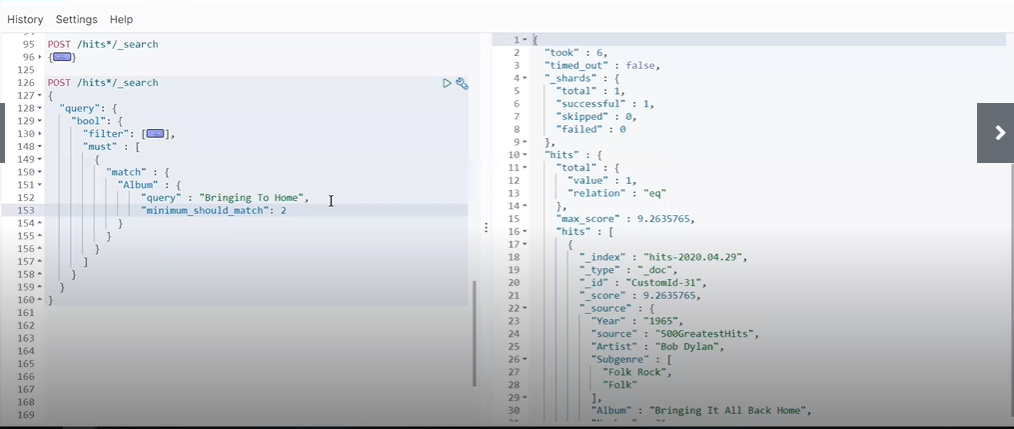 History Settings Help
95 POST /hits*/_search
96 {}
125
126 POST /hits*/_search
127 {
128 "query": {
129 "bool": {
130 "filter": [],
148 "must" : [
149 {
150 "match" : {
151 "Album" : {
152 "query" : "Bringing To Home",
153 "minimum_should_match": 2
154 }
155 }
156 }
157 ]
158 }
159 }
160 }
161
162
163
164
165
166
167
168
169
1 {
2 "took" : 6,
3 "timed_out" : false,
4 "_shards" : {
5 "total" : 1,
6 "successful" : 1,
7 "skipped" : 0,
8 "failed" : 0
9 },
10 "hits" : {
11 "total" : {
12 "value" : 1,
13 "relation" : "eq"
14 },
15 "max_score" : 9.2635765,
16 "hits" : [
17 {
18 "_index" : "hits-2020.04.29",
19 "_type" : "_doc",
20 "_id" : "CustomId-31",
21 "_score" : 9.2635765,
22 "_source" : {
23 "Year" : "1965",
24 "source" : "500GreatestHits",
25 "Artist" : "Bob Dylan",
26 "Subgenre" : [
27 "Folk Rock",
28 "Folk"
29 ],
30 "Album" : "Bringing It All Back Home",